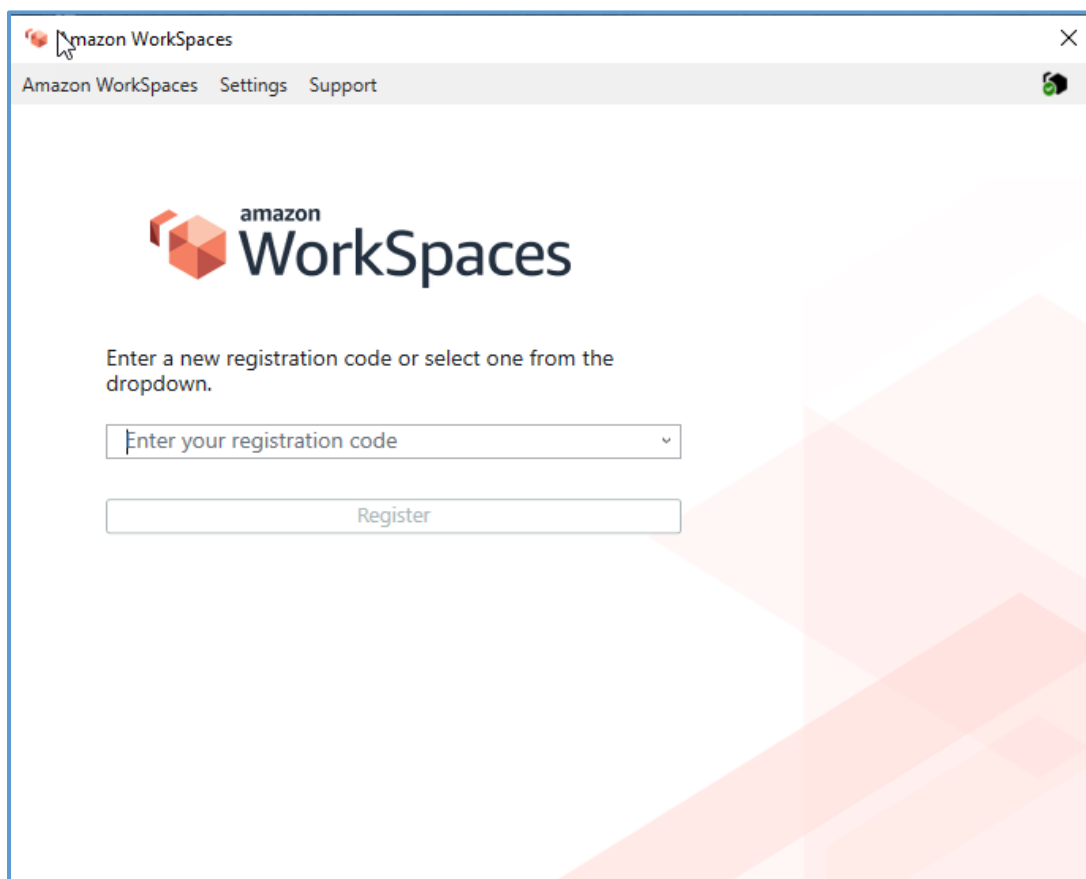 Amazon WorkSpaces
Amazon WorkSpaces Settings Support
amazon
WorkSpaces
Enter a new registration code or select one from the
dropdown.
Enter your registration code
Register